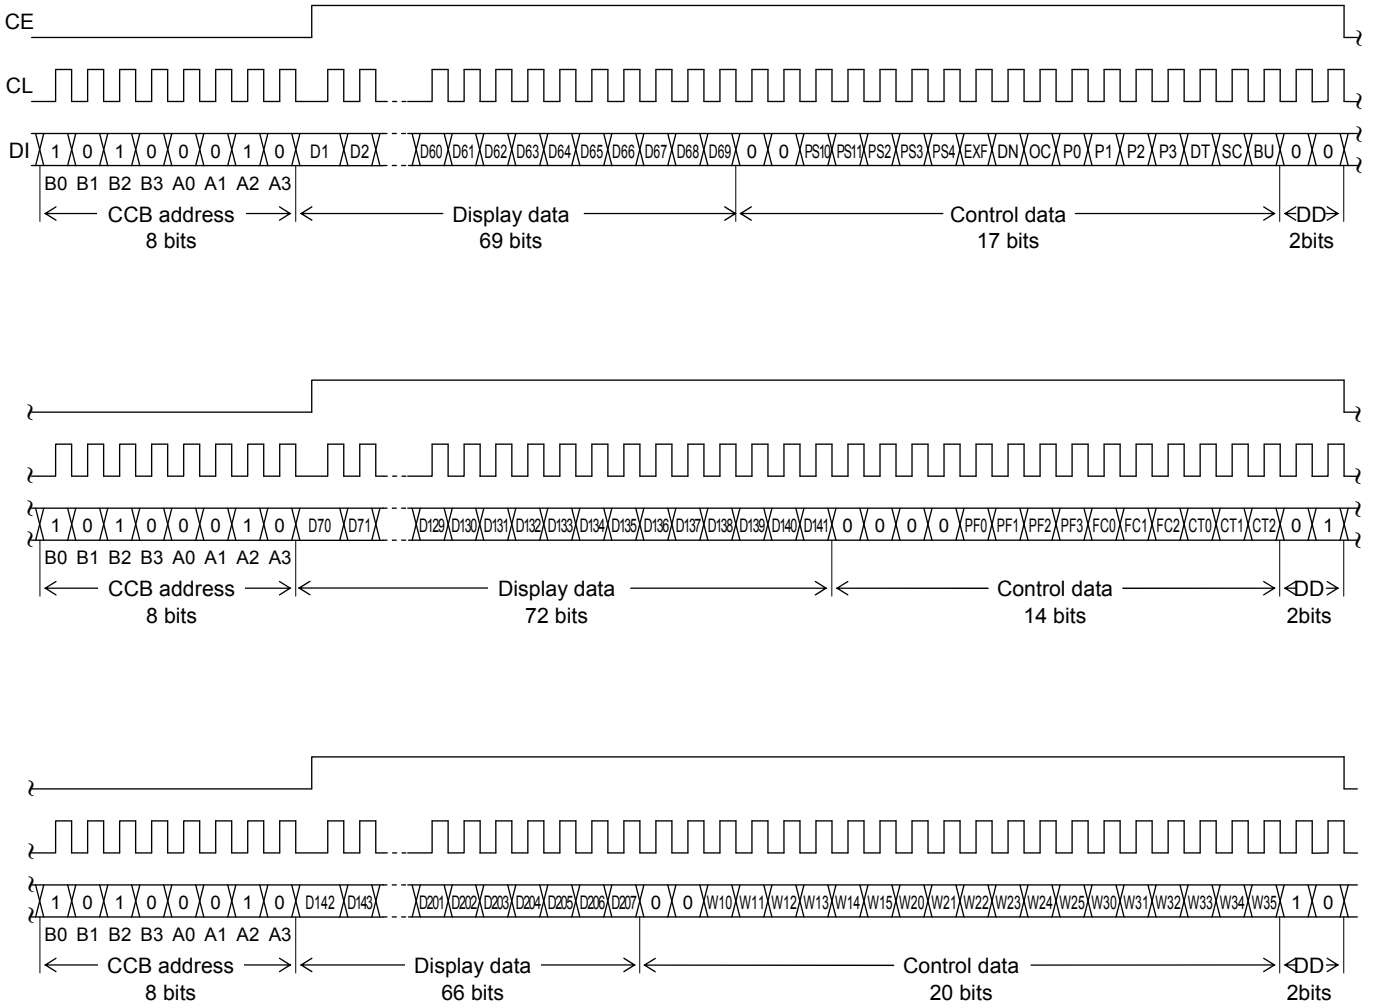 CE
CL
DI 1 0 1 0 0 0 1 0 D1 D2 D60 D61 D62 D63 D64 D65 D66 D67 D68 D69 0 0 PS10 PS11 PS2 PS3 PS4 EXF DN OC P0 P1 P2 P3 DT SC BU 0 0
B0 B1 B2 B3 A0 A1 A2 A3
CCB address Display data Control data DD
8 bits 69 bits 17 bits 2bits
1 0 1 0 0 0 1 0 D70 D71 D129 D130 D131 D132 D133 D134 D135 D136 D137 D138 D139 D140 D141 0 0 0 0 PF0 PF1 PF2 PF3 FC0 FC1 FC2 CT0 CT1 CT2 0 1
B0 B1 B2 B3 A0 A1 A2 A3
CCB address Display data Control data DD
8 bits 72 bits 14 bits 2bits
1 0 1 0 0 0 1 0 D142 D143 D201 D202 D203 D204 D205 D206 D207 0 0 W10 W11 W12 W13 W14 W15 W20 W21 W22 W23 W24 W25 W30 W31 W32 W33 W34 W35 1 0
B0 B1 B2 B3 A0 A1 A2 A3
CCB address Display data Control data DD
8 bits 66 bits 20 bits 2bits